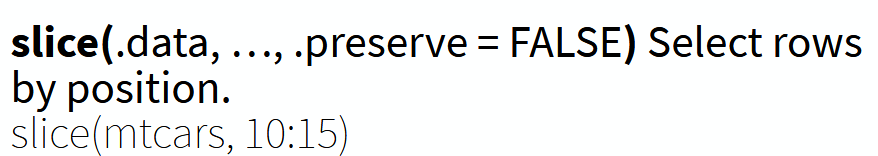 slice(.data, …, .preserve = FALSE) Select rows
by position.
slice(mtcars, 10:15)